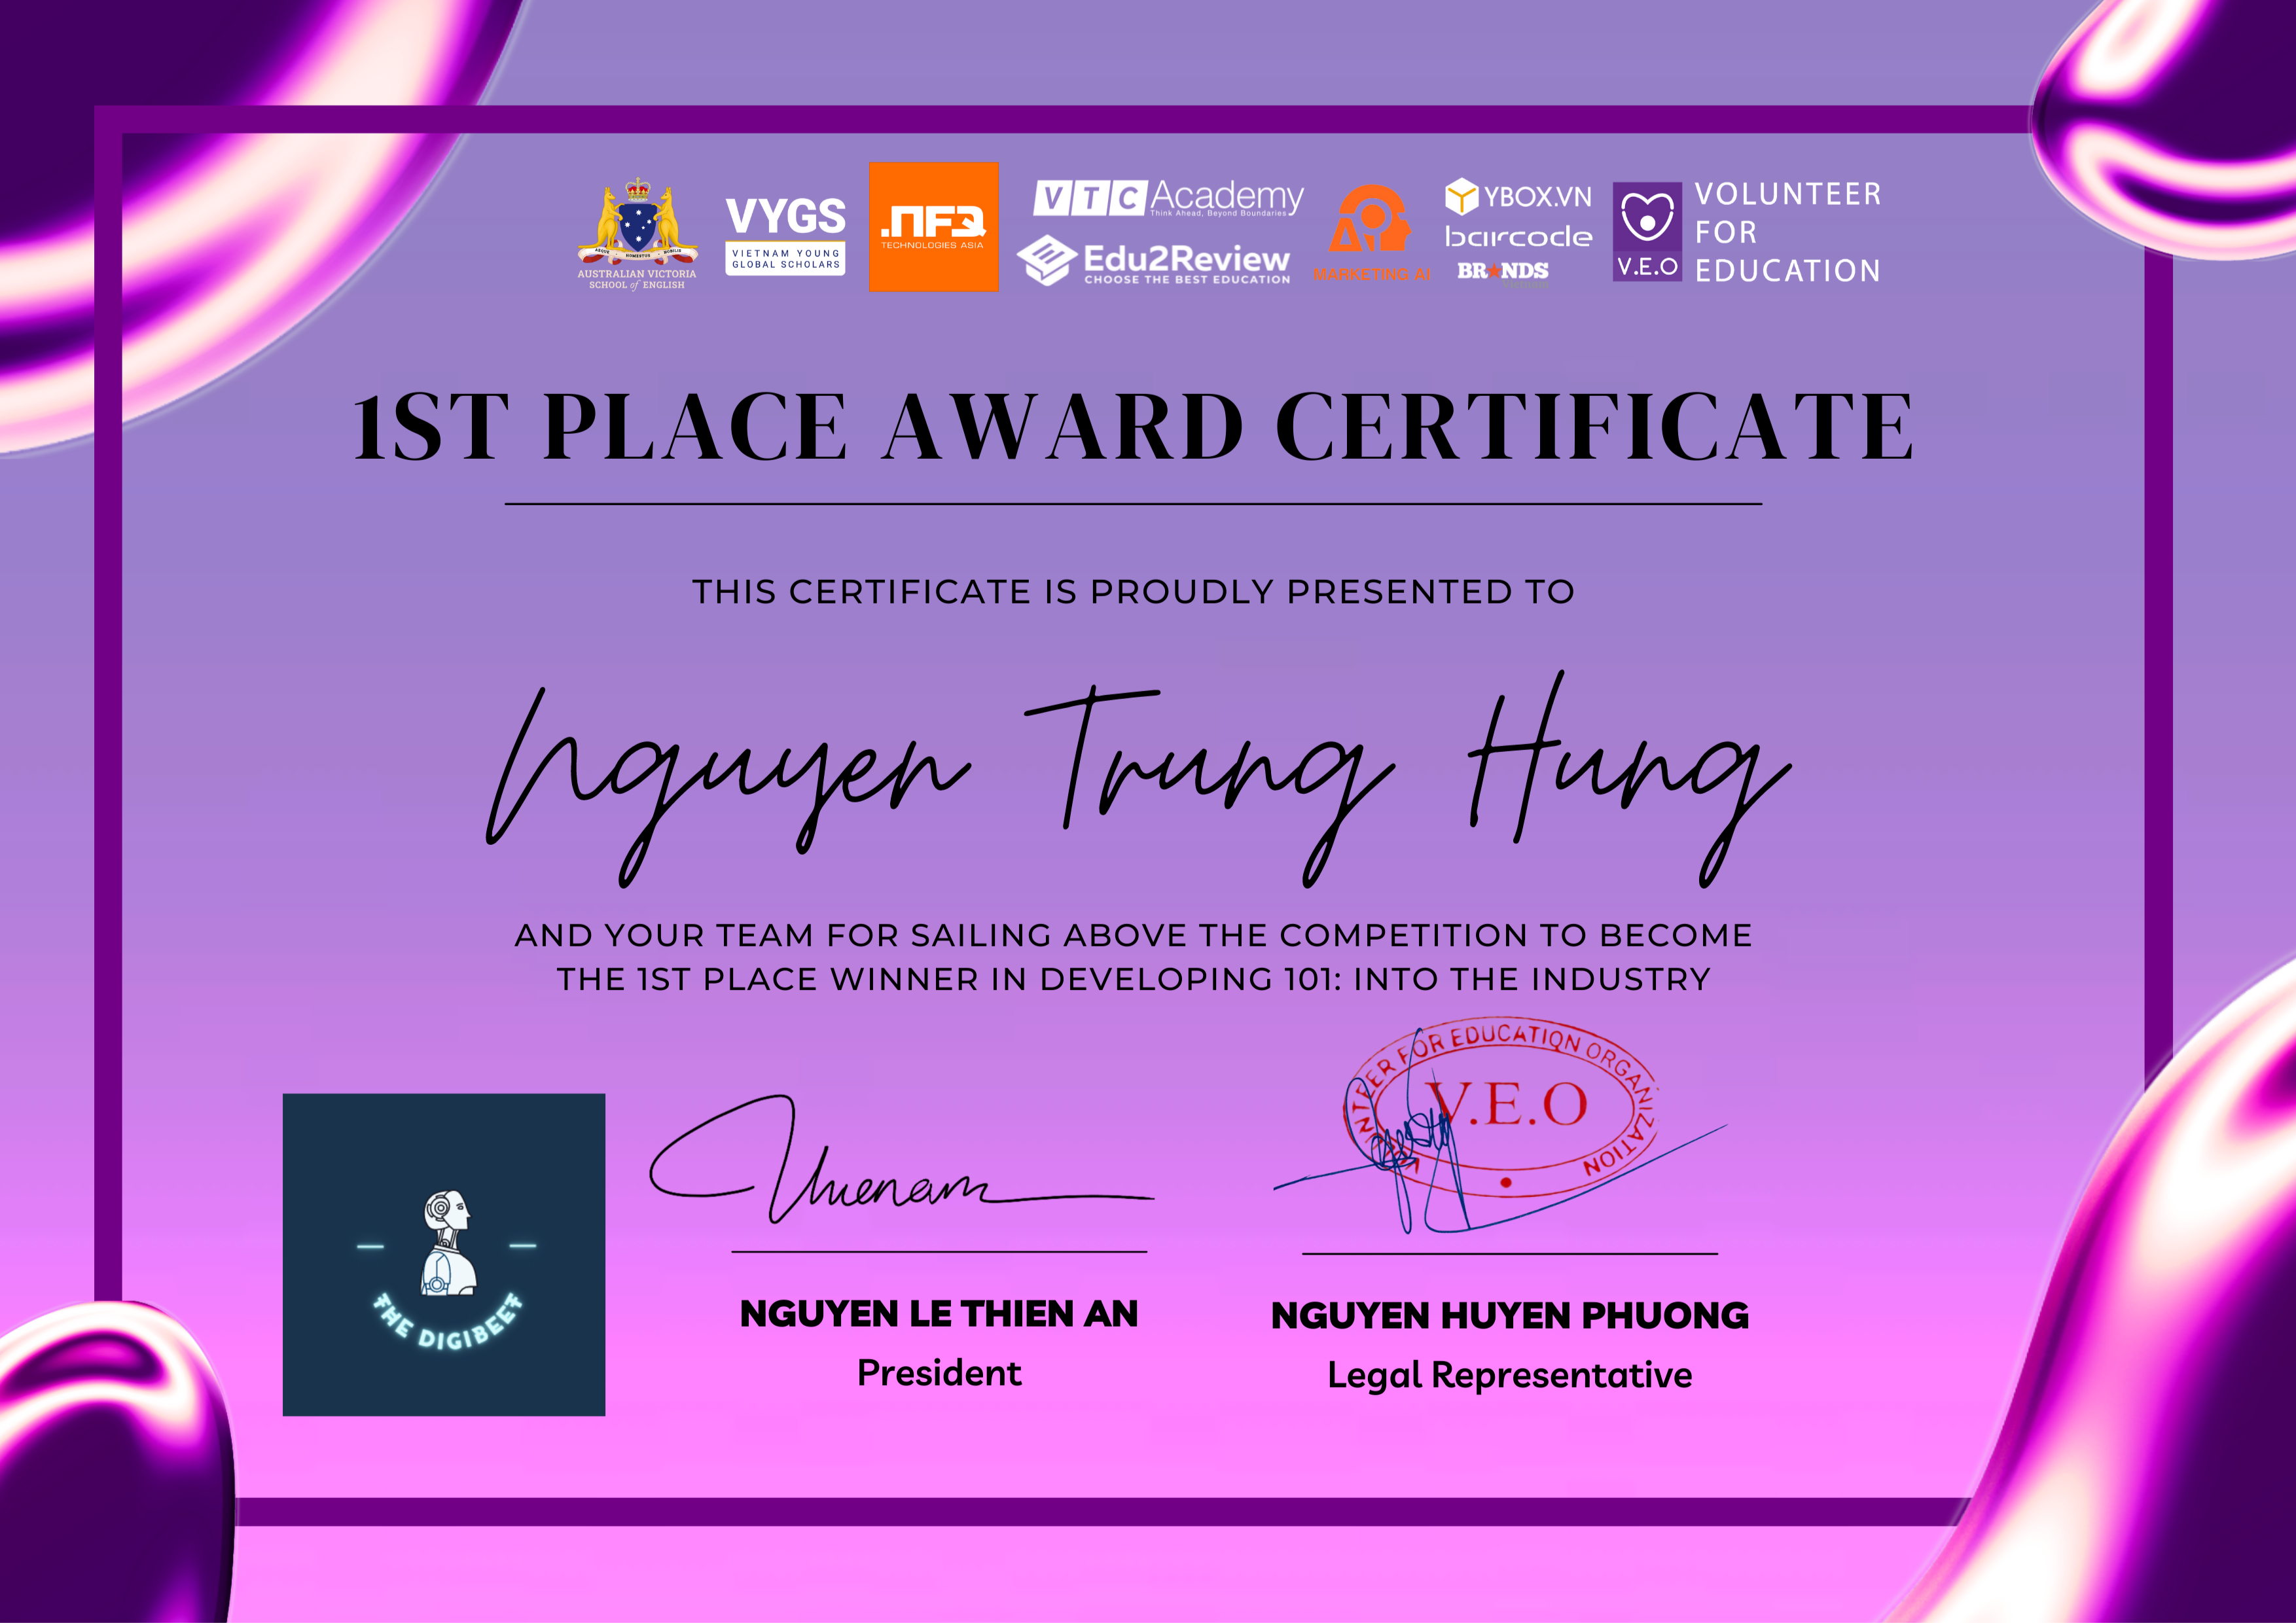 AUSTRALIAN VICTORIA
SCHOOL of ENGLISH
VYGS
VIETNAM YOUNG
GLOBAL SCHOLARS
.NFQ
TECHNOLOGIES ASIA
VTC Academy
Think Ahead, Beyond Boundaries
Edu2Review
CHOOSE THE BEST EDUCATION
MARKETING AI
YBOX.VN
barcode
BRANDS
Vietnam
V.E.O
VOLUNTEER
FOR
EDUCATION
1ST PLACE AWARD CERTIFICATE
THIS CERTIFICATE IS PROUDLY PRESENTED TO
Nguyen Trung Hung
AND YOUR TEAM FOR SAILING ABOVE THE COMPETITION TO BECOME
THE 1ST PLACE WINNER IN DEVELOPING 101: INTO THE INDUSTRY
VOLUNTEER FOR EDUCATION ORGANIZATION
V.E.O
THE DIGIBEET
NGUYEN LE THIEN AN
President
NGUYEN HUYEN PHUONG
Legal Representative